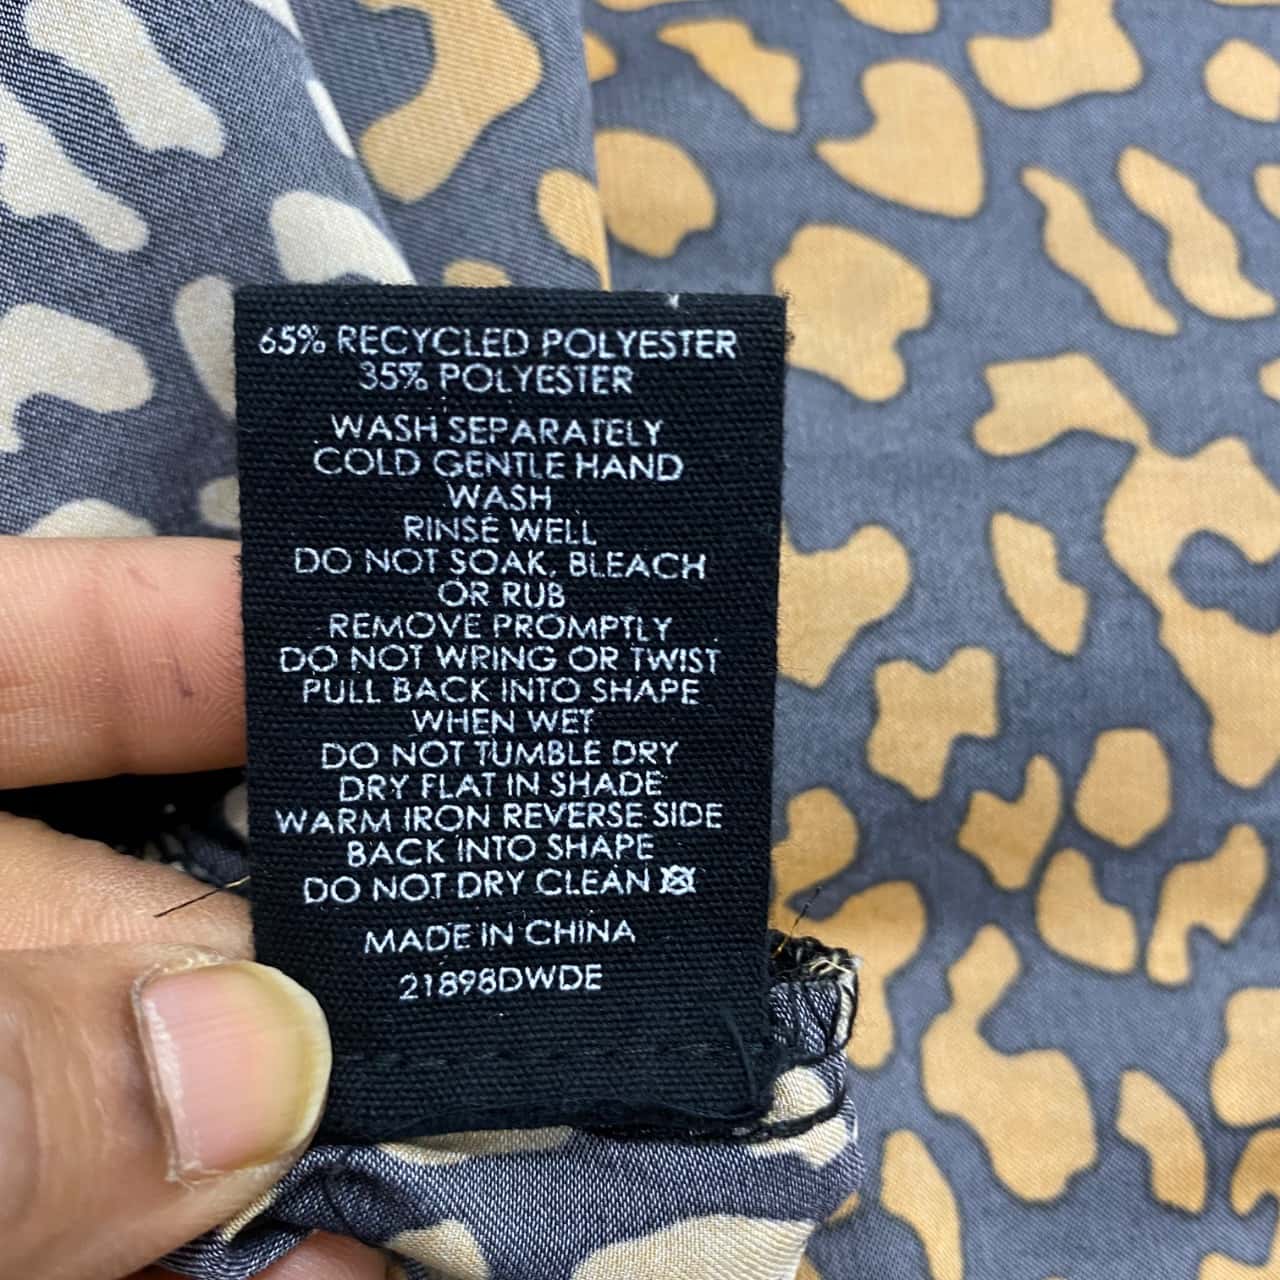 65% RECYCLED POLYESTER
35% POLYESTER
WASH SEPARATELY
COLD GENTLE HAND
WASH
RINSE WELL
DO NOT SOAK, BLEACH
OR RUB
REMOVE PROMPTLY
DO NOT WRING OR TWIST
PULL BACK INTO SHAPE
WHEN WET
DO NOT TUMBLE DRY
DRY FLAT IN SHADE
WARM IRON REVERSE SIDE
BACK INTO SHAPE
DO NOT DRY CLEAN
MADE IN CHINA
21898DWDE